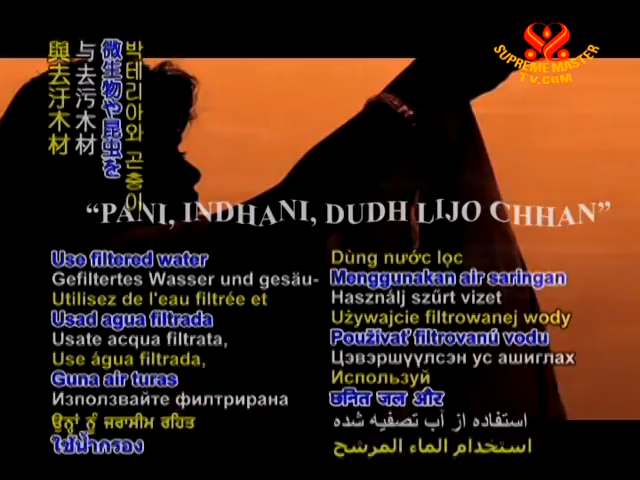 與去汙木材
与去污木材
微生物や昆虫を
박테리아와 곤충이
SUPREME MASTER
TV.COM
“PANI, INDHANI, DUDH LIJO CHHAN”
Use filtered water
Gefiltertes Wasser und gesäu-
Utilisez de l'eau filtrée et
Usad agua filtrada
Usate acqua filtrata,
Use água filtrada,
Guna air turas
Използвайте филтрирана
ਉਨ੍ਹਾਂ ਨੂੰ ਜਰਾਸੀਮ ਰਹਿਤ
ใช้น้ำกรอง
Dùng nước lọc
Menggunakan air saringan
Használj szűrt vizet
Używajcie filtrowanej wody
Používať filtrovanú vodu
Цэвэршүүлсэн ус ашиглах
Используй
छनित जल और
استفاده از آب تصفیه شده
استخدام الماء المرشح